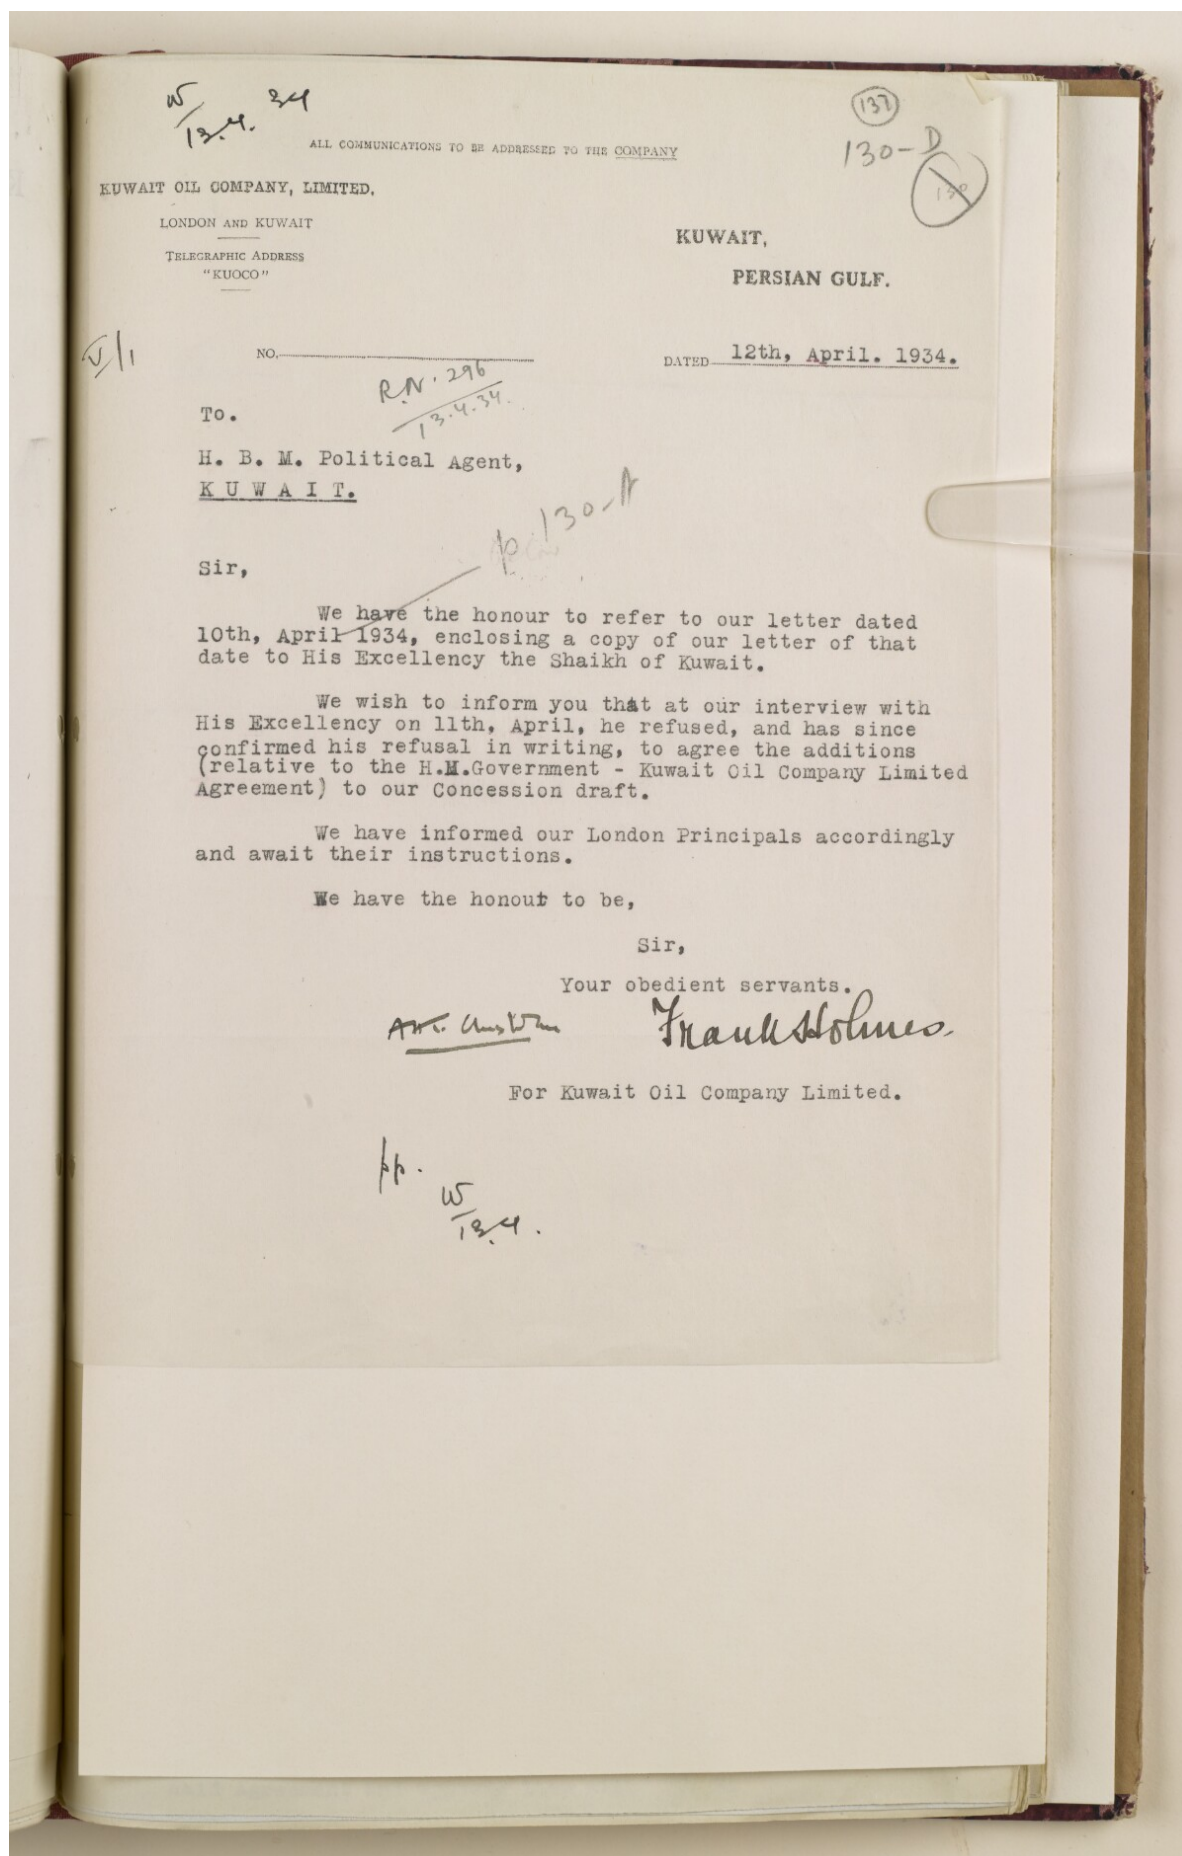 W
13.4. 34
137
130-D
130
ALL COMMUNICATIONS TO BE ADDRESSED TO THE COMPANY
KUWAIT OIL COMPANY, LIMITED.
LONDON AND KUWAIT
TELEGRAPHIC ADDRESS
"KUOCO"
KUWAIT,
PERSIAN GULF.
V/1
NO.
DATED 12th, April. 1934.
R.N. 296
13.4.34.
To.
H. B. M. Political Agent,
K U W A I T.
p. 130-A
Sir,
We have the honour to refer to our letter dated
10th, April 1934, enclosing a copy of our letter of that
date to His Excellency the Shaikh of Kuwait.
We wish to inform you that at our interview with
His Excellency on 11th, April, he refused, and has since
confirmed his refusal in writing, to agree the additions
(relative to the H.M.Government - Kuwait Oil Company Limited
Agreement) to our Concession draft.
We have informed our London Principals accordingly
and await their instructions.
We have the honour to be,
Sir,
Your obedient servants.
Frank Holmes.
For Kuwait Oil Company Limited.
pp.
W
13.4.